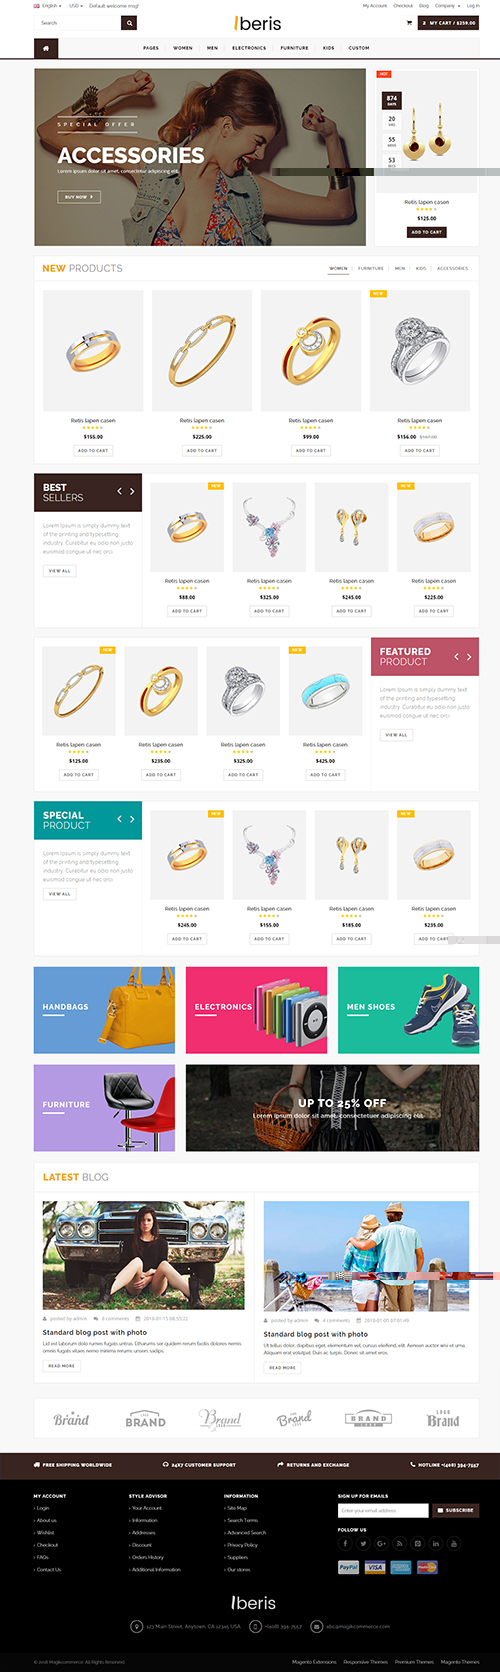 English USD Default welcome msg!
My Account Checkout Blog Company Log In
Search
Iberis
2 MY CART / $259.00
PAGES WOMEN MEN ELECTRONICS FURNITURE KIDS CUSTOM
SPECIAL OFFER
ACCESSORIES
Lorem ipsum dolor sit amet, consectetur adipiscing elit.
BUY NOW
HOT
874
DAYS
20
HRS
55
MINS
53
Retis lapen casen
$125.00
ADD TO CART
NEW PRODUCTS
WOMEN FURNITURE MEN KIDS ACCESSORIES
NEW
Retis lapen casen Retis lapen casen Retis lapen casen Retis lapen casen
$155.00 $225.00 $99.00 $156.00 $167.00
ADD TO CART ADD TO CART ADD TO CART ADD TO CART
BEST
SELLERS
Lorem Ipsum is simply dummy text
of the printing and typesetting
industry. Curabitur eu odio non justo
euismod congue ut nec orci
VIEW ALL
NEW NEW
Retis lapen casen Retis lapen casen Retis lapen casen Retis lapen casen
$88.00 $325.00 $245.00 $225.00
ADD TO CART ADD TO CART ADD TO CART ADD TO CART
NEW NEW
Retis lapen casen Retis lapen casen Retis lapen casen Retis lapen casen
$125.00 $235.00 $325.00 $425.00
ADD TO CART ADD TO CART ADD TO CART ADD TO CART
FEATURED
PRODUCT
Lorem Ipsum is simply dummy text
of the printing and typesetting
industry. Curabitur eu odio non justo
euismod congue ut nec orci
VIEW ALL
SPECIAL
PRODUCT
Lorem Ipsum is simply dummy text
of the printing and typesetting
industry. Curabitur eu odio non justo
euismod congue ut nec orci
VIEW ALL
NEW NEW
Retis lapen casen Retis lapen casen Retis lapen casen Retis lapen casen
$245.00 $155.00 $185.00 $235.00
ADD TO CART ADD TO CART ADD TO CART ADD TO CART
HANDBAGS ELECTRONICS MEN SHOES
FURNITURE
UP TO 25% OFF
Lorem ipsum dolor sit amet, consectetuer adipiscing elit.
LATEST BLOG
posted by admin 8 comments 2018-01-15 08:55:22
Standard blog post with photo
Lid est laborum dolo rumes fugats untras. Etharums ser quidem rerum facilis dolores nemis
omnis fugats vitaes nemo minima rerums unsers sadips.
READ MORE
posted by admin 4 comments 2018-01-05 07:01:49
Standard blog post with photo
Ut tellus dolor, dapibus eget, elementum vel, cursus eleifend, elit. Aenean auctor wisi et urna.
Aliquam erat volutpat. Duis ac turpis. Donec sit amet eros.
READ MORE
Brand BRAND Brand Brand BRAND Brand
FREE SHIPPING WORLDWIDE 24X7 CUSTOMER SUPPORT RETURNS AND EXCHANGE HOTLINE +(408) 394-7557
MY ACCOUNT
Login
About us
Wishlist
Checkout
FAQs
Contact Us
STYLE ADVISOR
Your Account
Information
Addresses
Discount
Orders History
Additional Information
INFORMATION
Site Map
Search Terms
Advanced Search
Privacy Policy
Suppliers
Our stores
SIGN UP FOR EMAILS
Enter your email address SUBSCRIBE
FOLLOW US
PayPal VISA MasterCard
Iberis
123 Main Street, Anytown, CA 12345 USA +(408) 394-7557 abc@magikcommerce.com
© 2018 Magikcommerce. All Rights Reserved.
Magento Extensions Responsive Themes Premium Themes Magento Themes